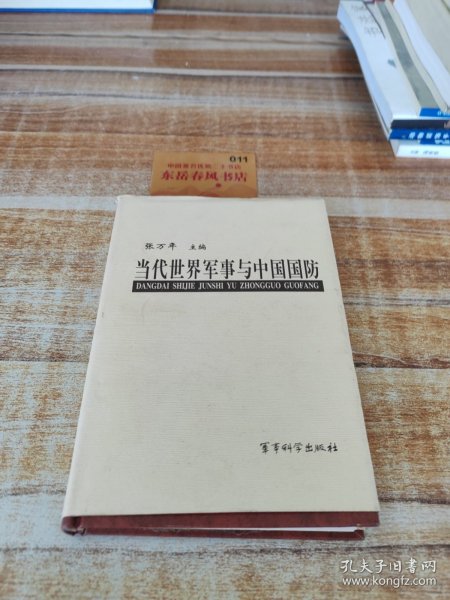 011
东岳春风书店
张万年 主编
当代世界军事与中国国防
DANGDAI SHIJIE JUNSHI YU ZHONGGUO GUOFANG
军事科学出版社
孔夫子旧书网
www.kongfz.com